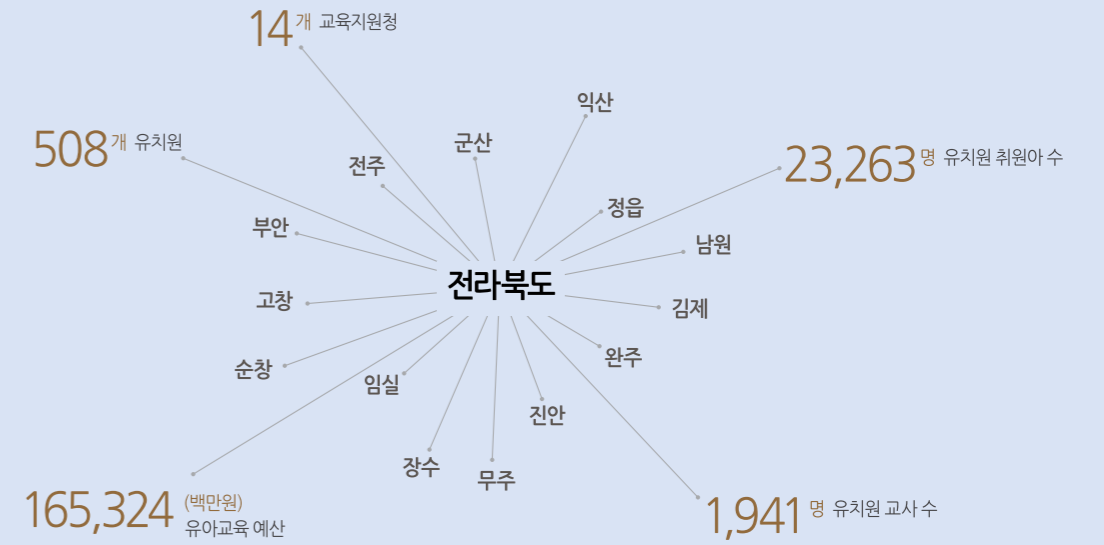 14개 교육지원청
익산
508개 유치원
군산
전주
23,263명 유치원 취원아 수
정읍
부안
남원
전라북도
고창
김제
완주
순창
임실
진안
장수
무주
165,324 (백만원)
유아교육 예산
1,941명 유치원 교사 수